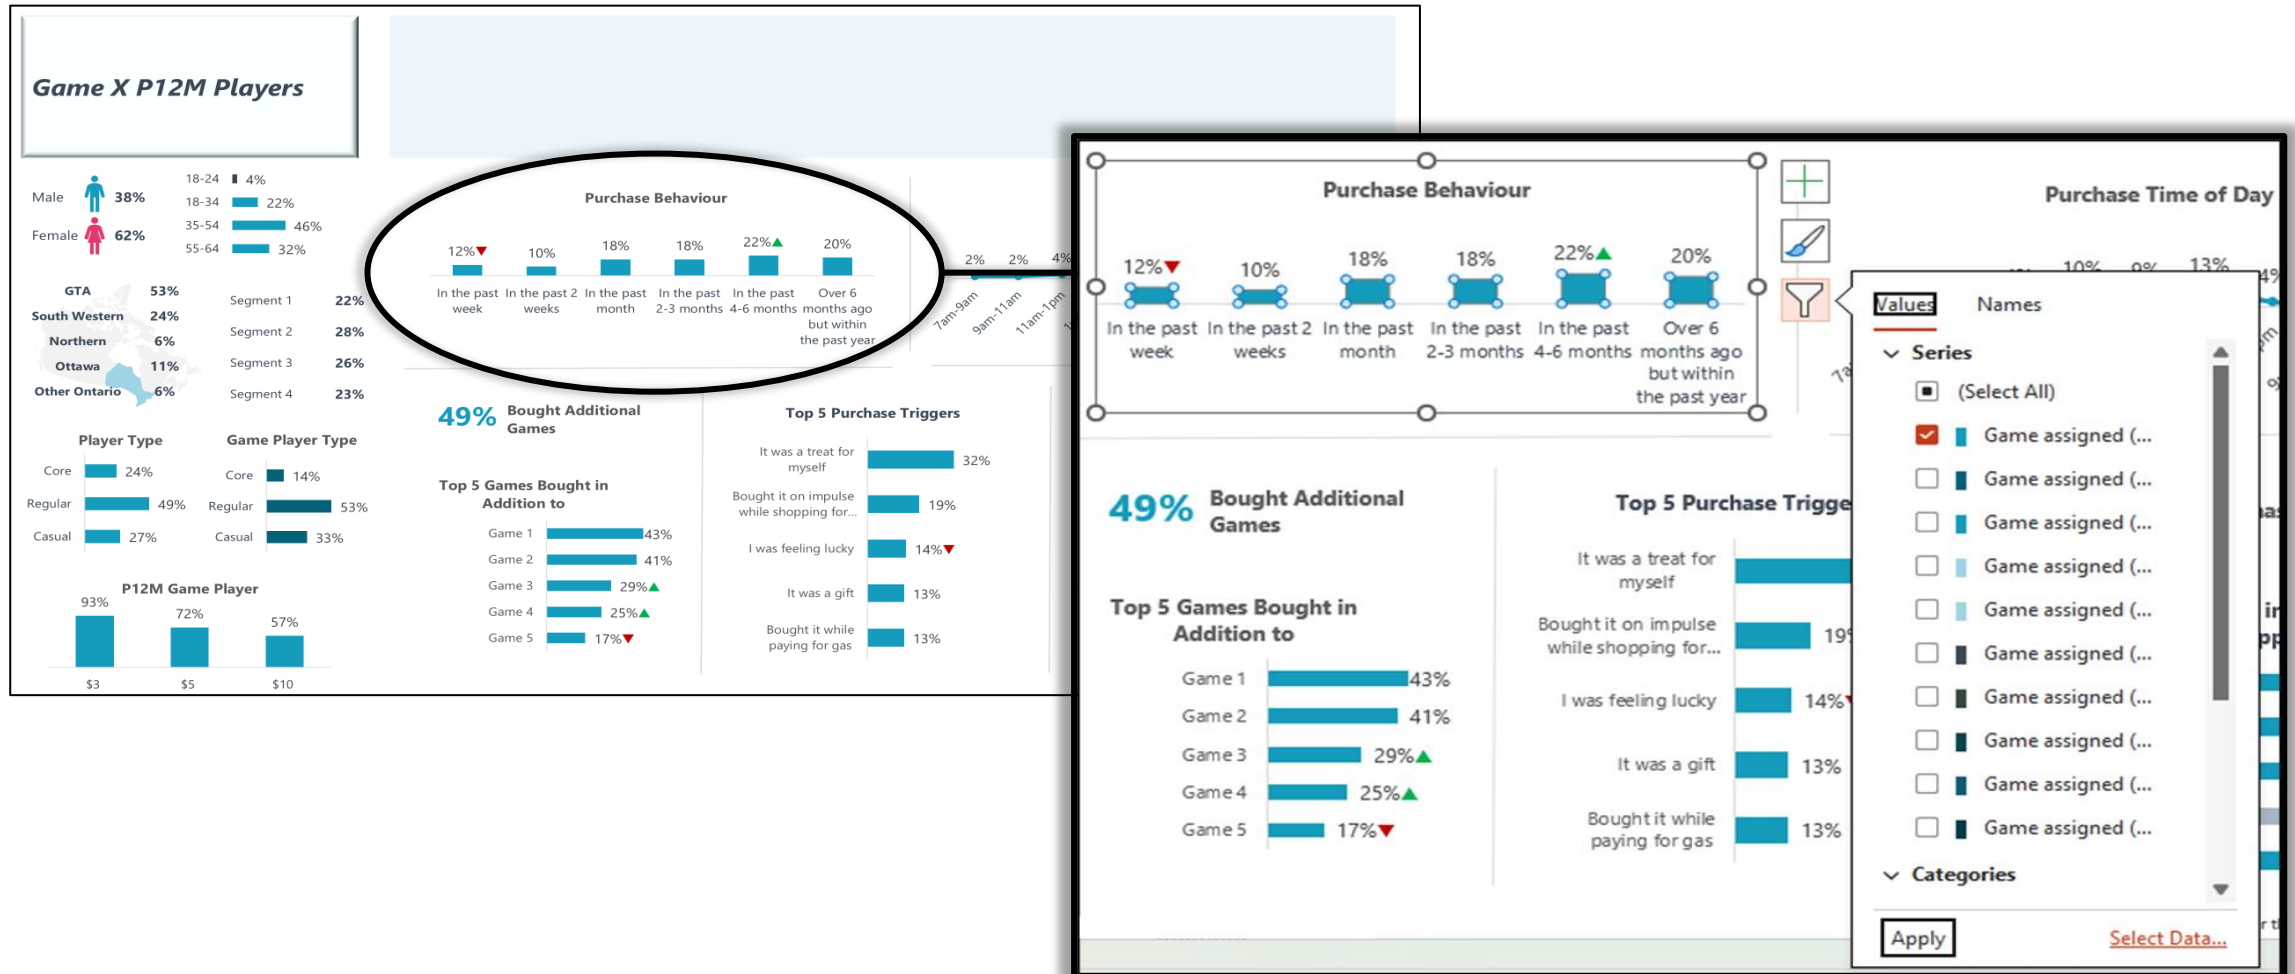 Game X P12M Players
Male 38%
Female 62%
18-24 4%
18-34 22%
35-54 46%
55-64 32%
GTA 53%
South Western 24%
Northern 6%
Ottawa 11%
Other Ontario 6%
Segment 1 22%
Segment 2 28%
Segment 3 26%
Segment 4 23%
Player Type
Core 24%
Regular 49%
Casual 27%
Game Player Type
Core 14%
Regular 53%
Casual 33%
P12M Game Player
93% 72% 57%
$3 $5 $10
Purchase Behaviour
12%▼ 10% 18% 18% 22%▲ 20%
In the past In the past 2 In the past In the past In the past Over 6
week weeks month 2-3 months 4-6 months months ago
but within
the past year
2% 2% 4%
7am-9am 9am-11am 11am-1pm
49% Bought Additional
Games
Top 5 Games Bought in
Addition to
Game 1 43%
Game 2 41%
Game 3 29%▲
Game 4 25%▲
Game 5 17%▼
Top 5 Purchase Triggers
It was a treat for
myself 32%
Bought it on impulse
while shopping for... 19%
I was feeling lucky 14%▼
It was a gift 13%
Bought it while
paying for gas 13%
Purchase Behaviour
12%▼ 10% 18% 18% 22%▲ 20%
In the past In the past 2 In the past In the past In the past Over 6
week weeks month 2-3 months 4-6 months months ago
but within
the past year
Purchase Time of Day
10% 9% 13%
49% Bought Additional
Games
Top 5 Games Bought in
Addition to
Game 1 43%
Game 2 41%
Game 3 29%▲
Game 4 25%▲
Game 5 17%▼
Top 5 Purchase Trigge
It was a treat for
myself
Bought it on impulse
while shopping for... 19
I was feeling lucky 14%
It was a gift 13%
Bought it while
paying for gas 13%
Values Names
Series
(Select All)
Game assigned (...
Game assigned (...
Game assigned (...
Game assigned (...
Game assigned (...
Game assigned (...
Game assigned (...
Game assigned (...
Game assigned (...
Game assigned (...
Categories
Apply Select Data...